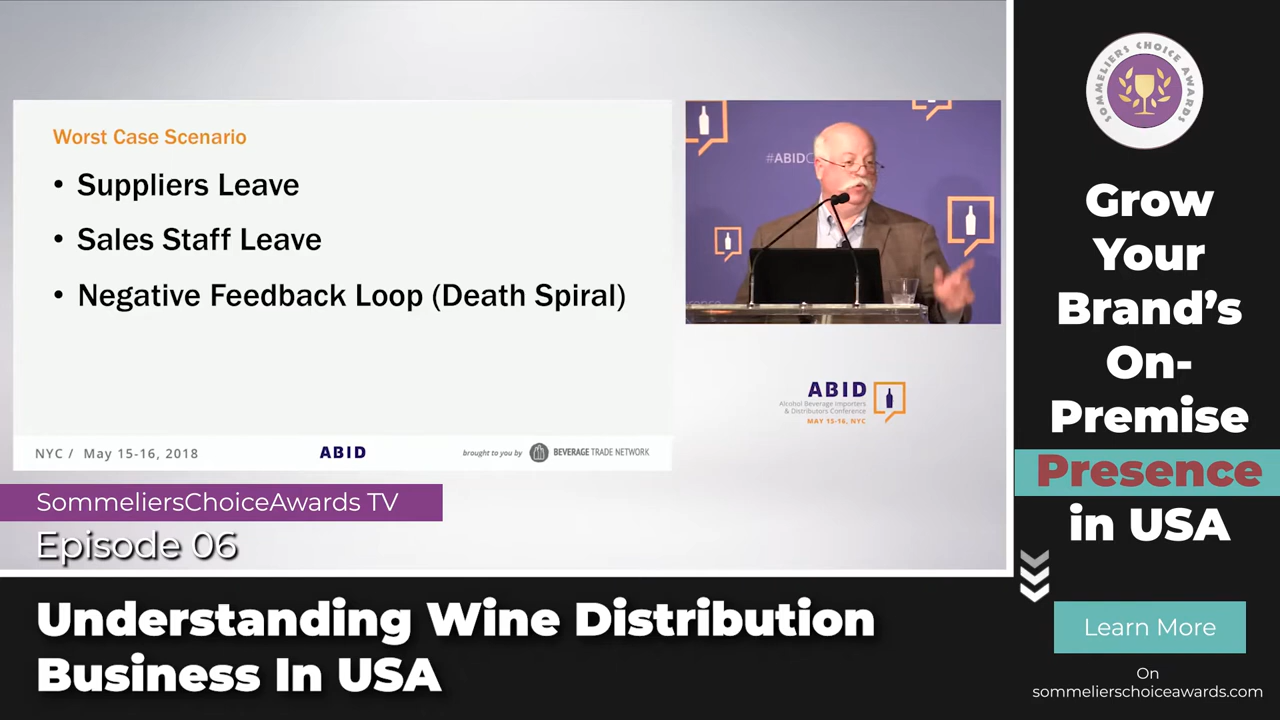 Worst Case Scenario
• Suppliers Leave
• Sales Staff Leave
• Negative Feedback Loop (Death Spiral)
NYC / May 15-16, 2018
ABID
brought to you by
BEVERAGE TRADE NETWORK
#ABIDC
ABID
Alcohol Beverage Importers
& Distributors Conference
MAY 15-16, NYC
SommeliersChoiceAwards TV
Episode 06
Understanding Wine Distribution
Business In USA
SOMMELIERS CHOICE AWARDS
Grow
Your
Brand's
On-
Premise
Presence
in USA
Learn More
On
sommelierschoiceawards.com